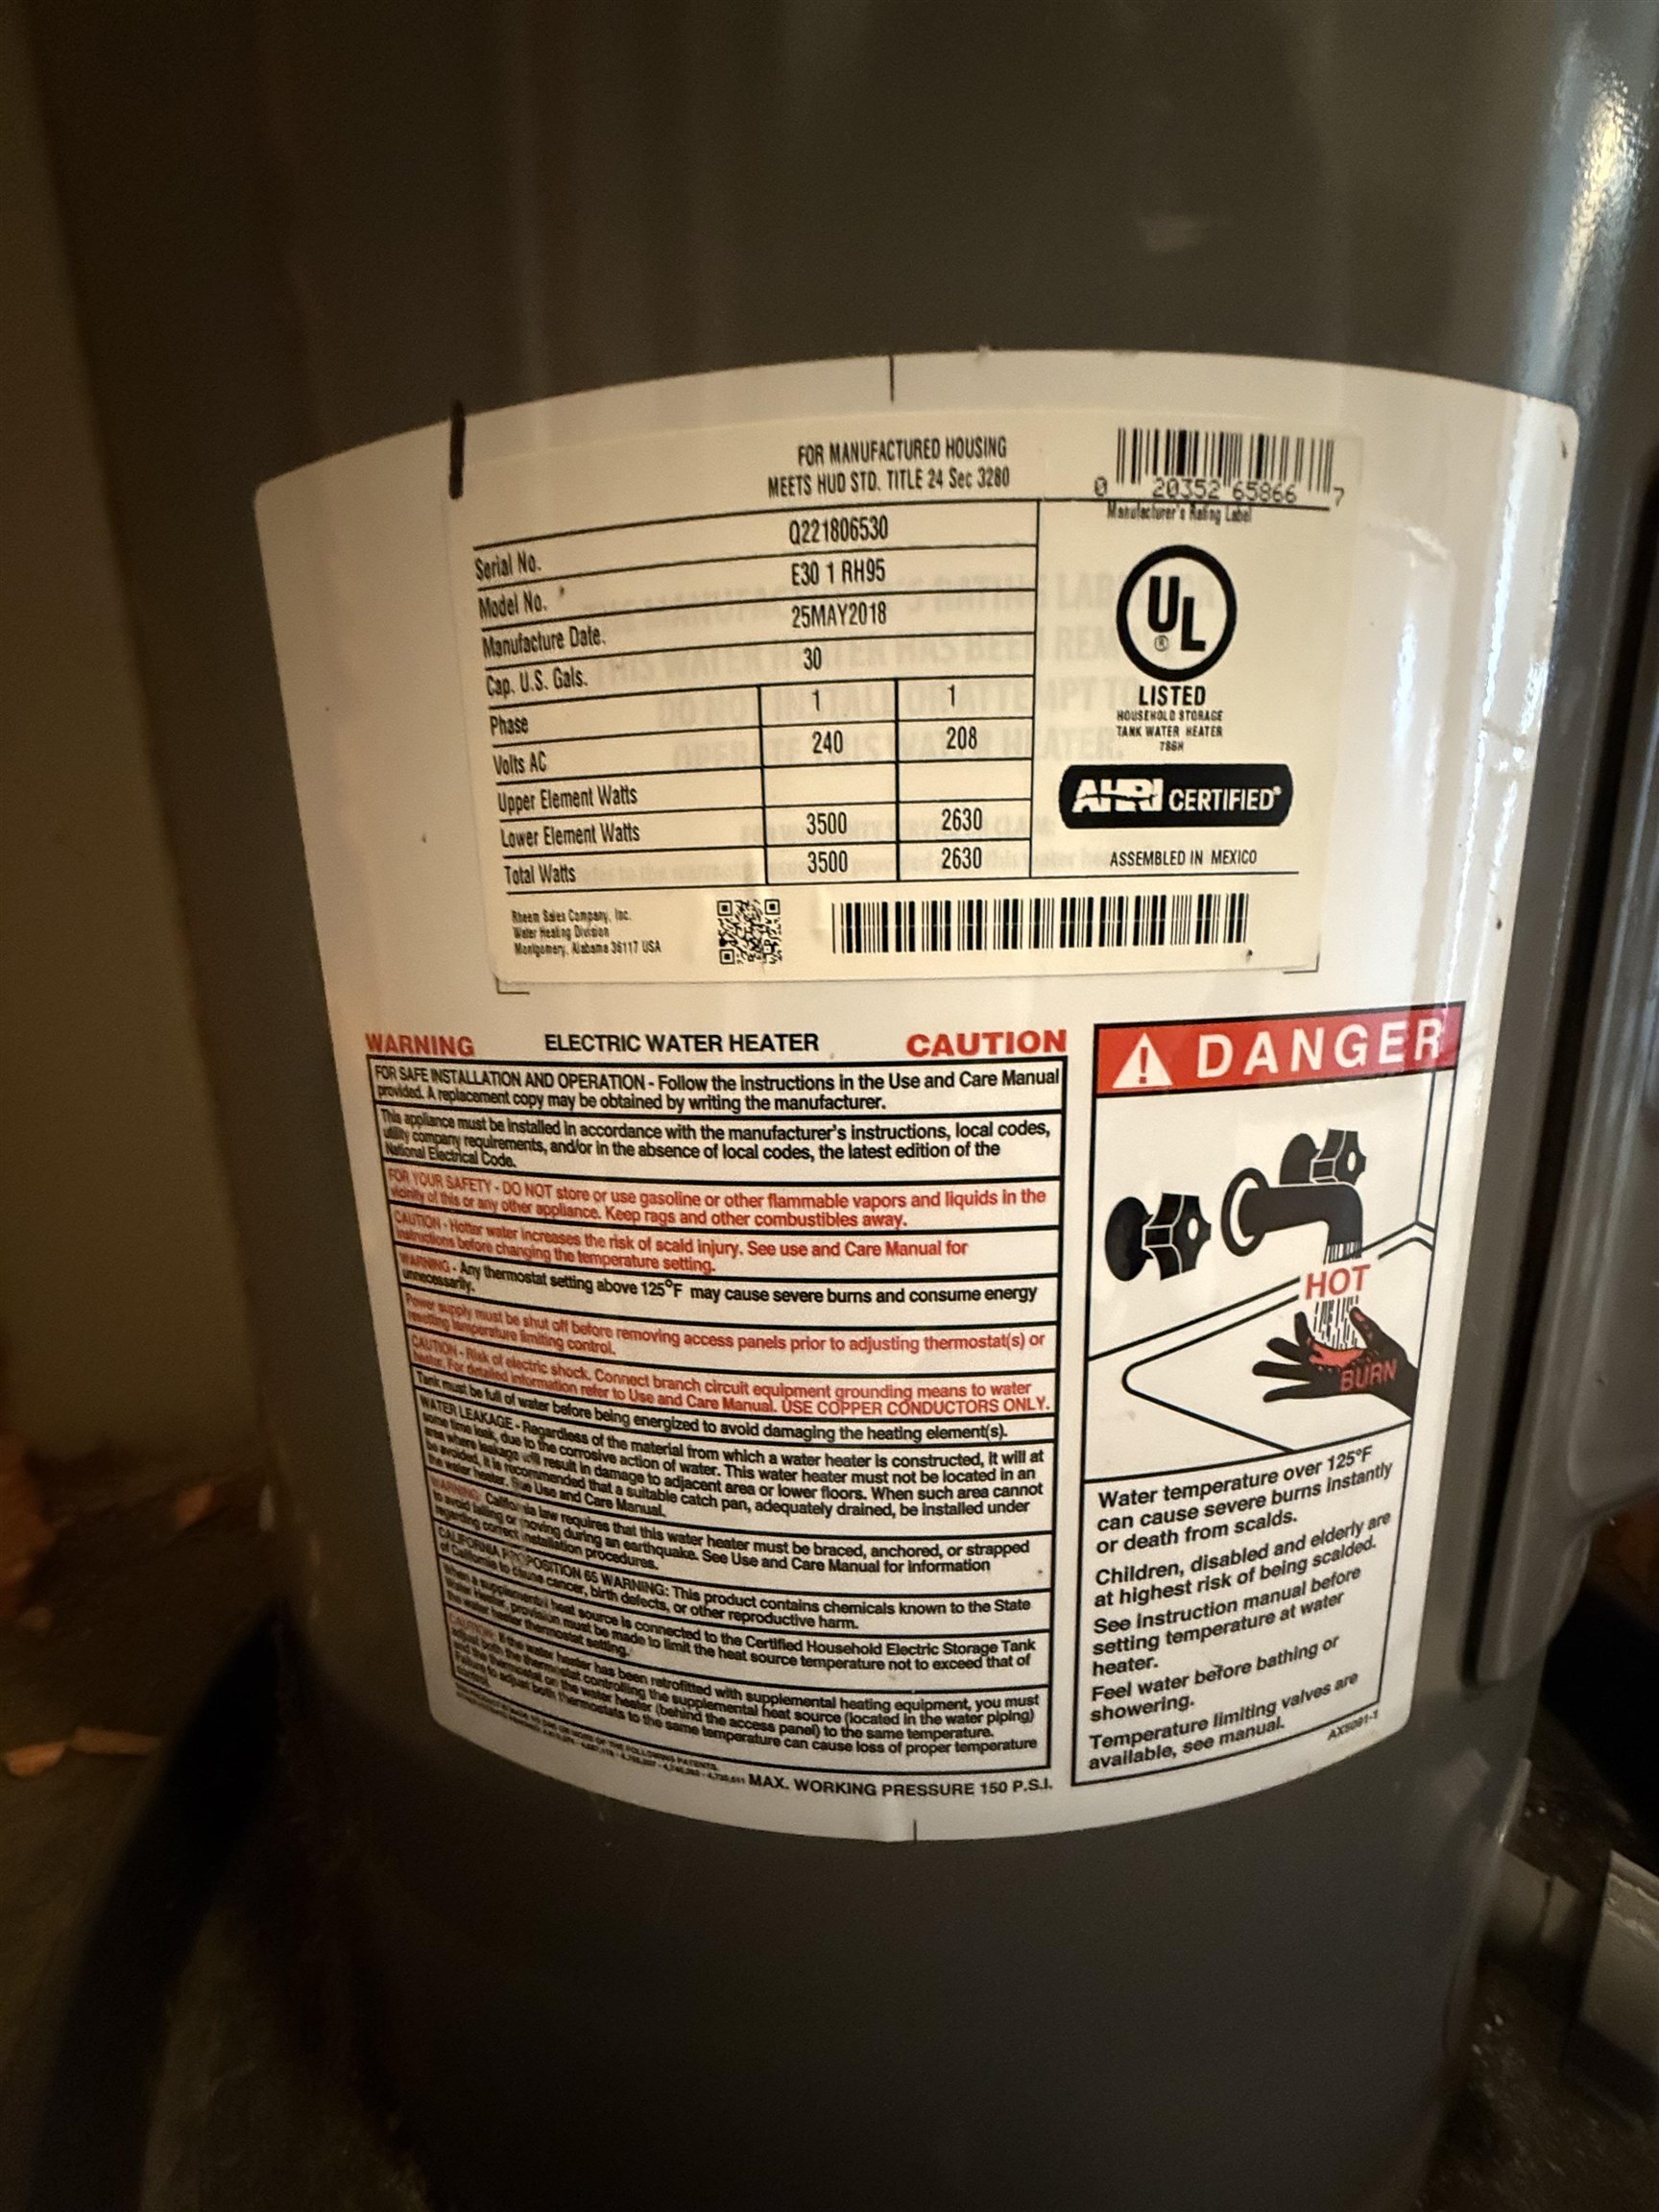 FOR MANUFACTURED HOUSING
MEETS HUD STD. TITLE 24 Sec 3280
0 20352 65866 7
Manufacturer's Rating Label
Serial No. Q221806530
Model No. E30 1 RH95
Manufacture Date. 25MAY2018
Cap. U.S. Gals. 30
Phase 1 1
Volts AC 240 208
Upper Element Watts
Lower Element Watts 3500 2630
Total Watts 3500 2630
UL
®
LISTED
HOUSEHOLD STORAGE
TANK WATER HEATER
786H
AHRI CERTIFIED®
ASSEMBLED IN MEXICO
Rheem Sales Company, Inc.
Water Heating Division
Montgomery, Alabama 36117 USA
WARNING ELECTRIC WATER HEATER CAUTION
FOR SAFE INSTALLATION AND OPERATION - Follow the instructions in the Use and Care Manual
provided. A replacement copy may be obtained by writing the manufacturer.
This appliance must be installed in accordance with the manufacturer's instructions, local codes,
utility company requirements, and/or in the absence of local codes, the latest edition of the
National Electrical Code.
FOR YOUR SAFETY - DO NOT store or use gasoline or other flammable vapors and liquids in the
vicinity of this or any other appliance. Keep rags and other combustibles away.
CAUTION - Hotter water increases the risk of scald injury. See use and Care Manual for
instructions before changing the temperature setting.
WARNING - Any thermostat setting above 125°F may cause severe burns and consume energy
unnecessarily.
Power supply must be shut off before removing access panels prior to adjusting thermostat(s) or
resetting temperature limiting control.
CAUTION - Risk of electric shock. Connect branch circuit equipment grounding means to water
heater. For detailed information refer to Use and Care Manual. USE COPPER CONDUCTORS ONLY.
Tank must be full of water before being energized to avoid damaging the heating element(s).
WATER LEAKAGE - Regardless of the material from which a water heater is constructed, it will at
some time leak, due to the corrosive action of water. This water heater must not be located in an
area where leakage will result in damage to adjacent area or lower floors. When such area cannot
be avoided, it is recommended that a suitable catch pan, adequately drained, be installed under
the water heater. See Use and Care Manual.
WARNING: California law requires that this water heater must be braced, anchored, or strapped
to avoid falling or moving during an earthquake. See Use and Care Manual for Information
regarding correct installation procedures.
CALIFORNIA PROPOSITION 65 WARNING: This product contains chemicals known to the State
of California to cause cancer, birth defects, or other reproductive harm.
When a supplemental heat source is connected to the Certified Household Electric Storage Tank
Water Heater, provision must be made to limit the heat source temperature not to exceed that of
the water heater thermostat setting.
CAUTION: If the water heater has been retrofitted with supplemental heating equipment, you must
adjust both the thermostat controlling the supplemental heat source (located in the water piping)
and the thermostat on the water heater (behind the access panel) to the same temperature.
Failure to adjust both thermostats to the same temperature can cause loss of proper temperature
control.
MAX. WORKING PRESSURE 150 P.S.I.
DANGER
HOT
BURN
Water temperature over 125°F
can cause severe burns instantly
or death from scalds.
Children, disabled and elderly are
at highest risk of being scalded.
See instruction manual before
setting temperature at water
heater.
Feel water before bathing or
showering.
Temperature limiting valves are
available, see manual.
AX5091-1